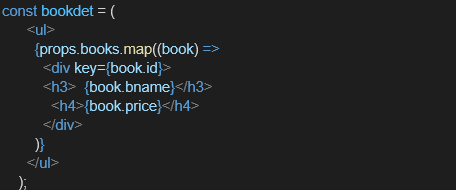 const bookdet = (
<ul>
{props.books.map((book) =>
<div key={book.id}>
<h3>  {book.bname}</h3>
<h4>{book.price}</h4>
</div>
)}
</ul>
);